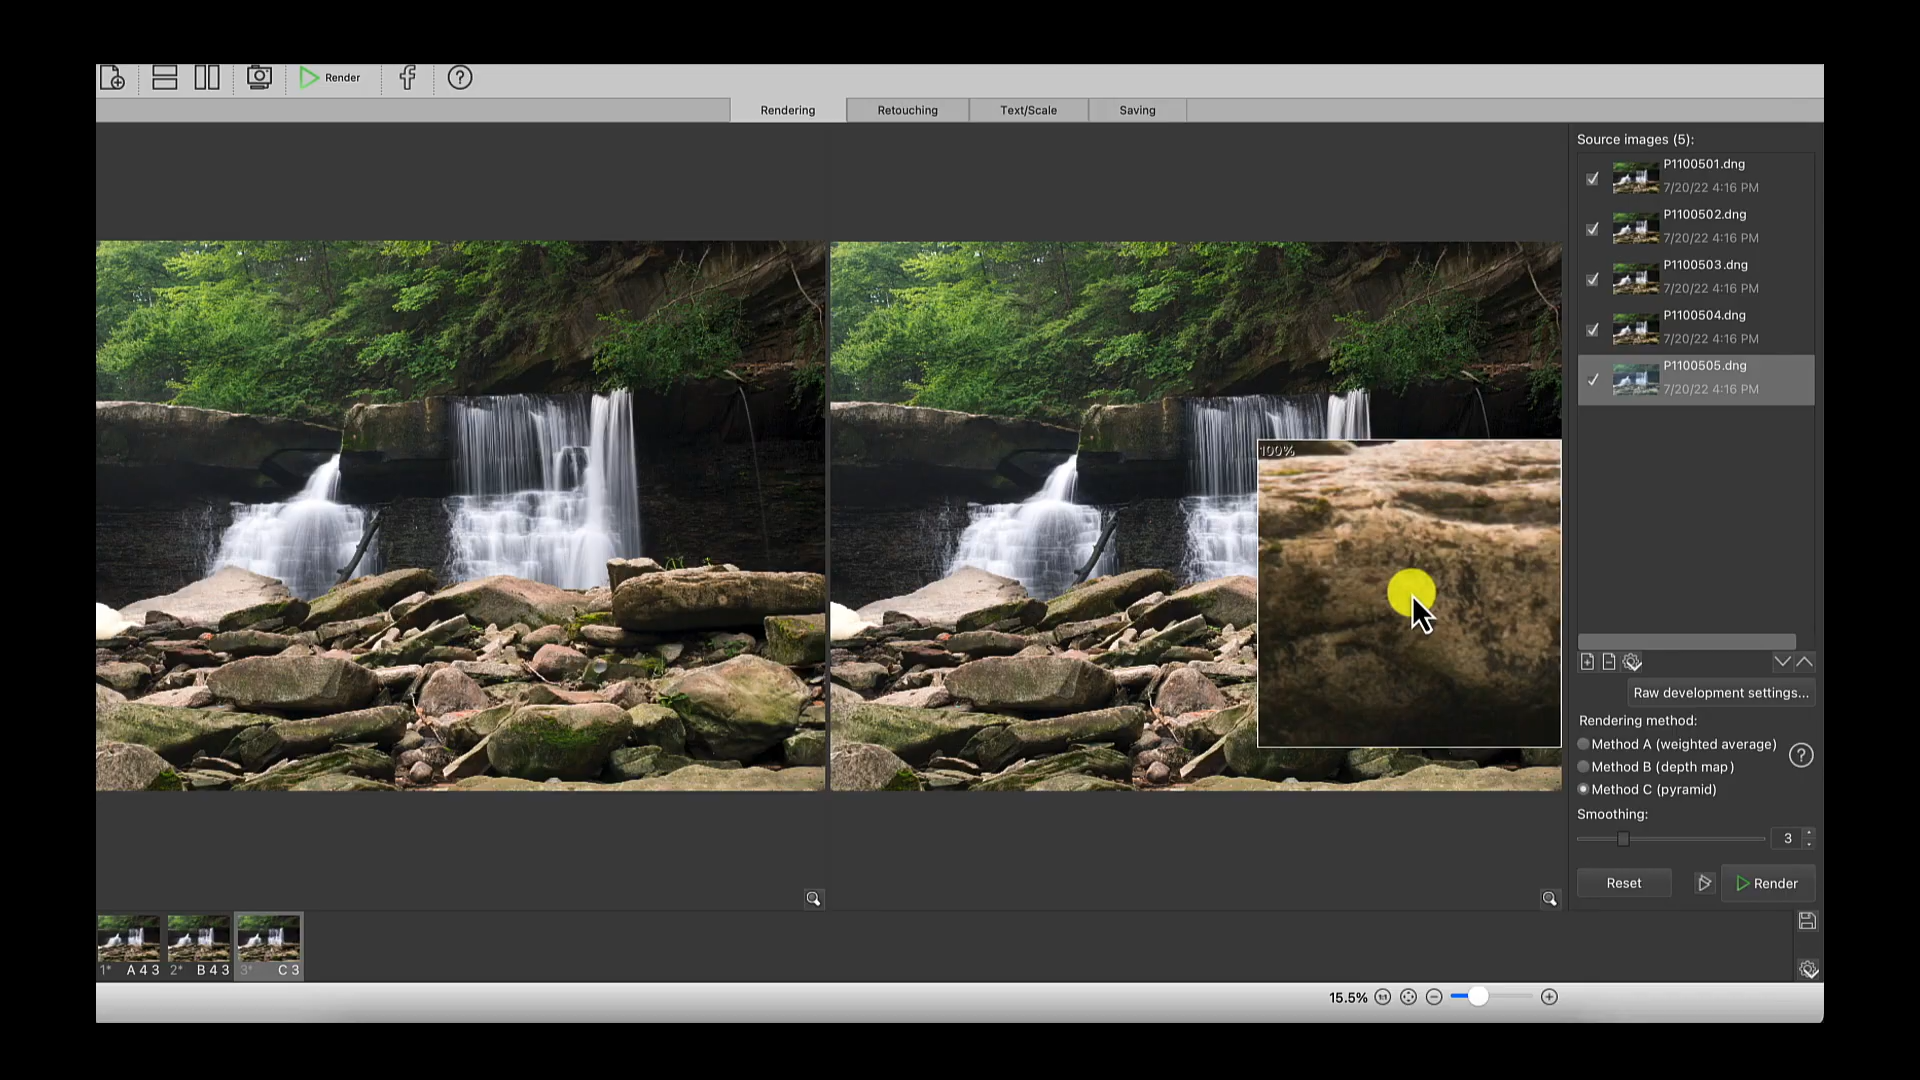 Render
Rendering
Retouching
Text/Scale
Saving
Source images (5):
P1100501.dng
7/20/22 4:16 PM
P1100502.dng
7/20/22 4:16 PM
P1100503.dng
7/20/22 4:16 PM
P1100504.dng
7/20/22 4:16 PM
P1100505.dng
7/20/22 4:16 PM
100%
Raw development settings...
Rendering method:
Method A (weighted average)
Method B (depth map)
Method C (pyramid)
Smoothing:
3
Reset
Render
1* A 4 3
2* B 4 3
3* C 3
15.5%